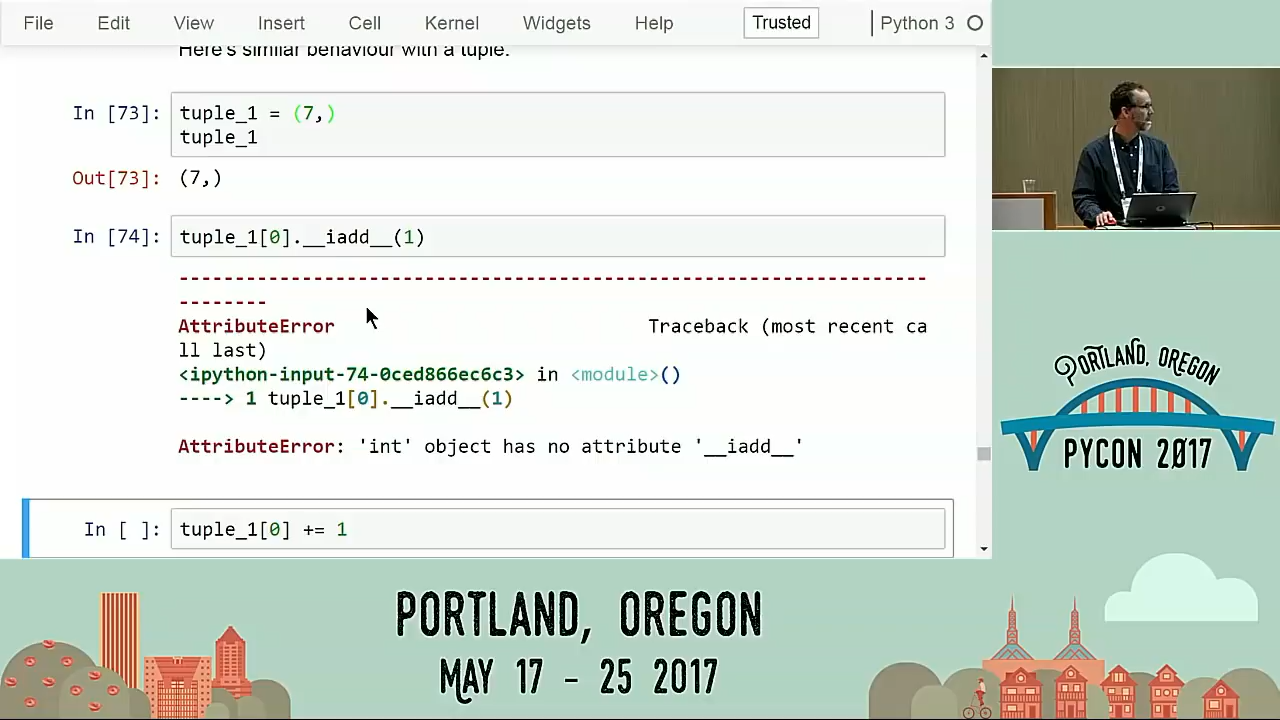 File Edit View Insert Cell Kernel Widgets Help Trusted Python 3
Here's similar behaviour with a tuple.
In [73]: tuple_1 = (7,)
tuple_1
Out[73]: (7,)
In [74]: tuple_1[0].__iadd__(1)
---------------------------------------------------------------------------
AttributeError Traceback (most recent ca
ll last)
<ipython-input-74-0ced866ec6c3> in <module>()
----> 1 tuple_1[0].__iadd__(1)
AttributeError: 'int' object has no attribute '__iadd__'
In [ ]: tuple_1[0] += 1
PORTLAND, OREGON
PYCON 2017
PORTLAND, OREGON
MAY 17 - 25 2017